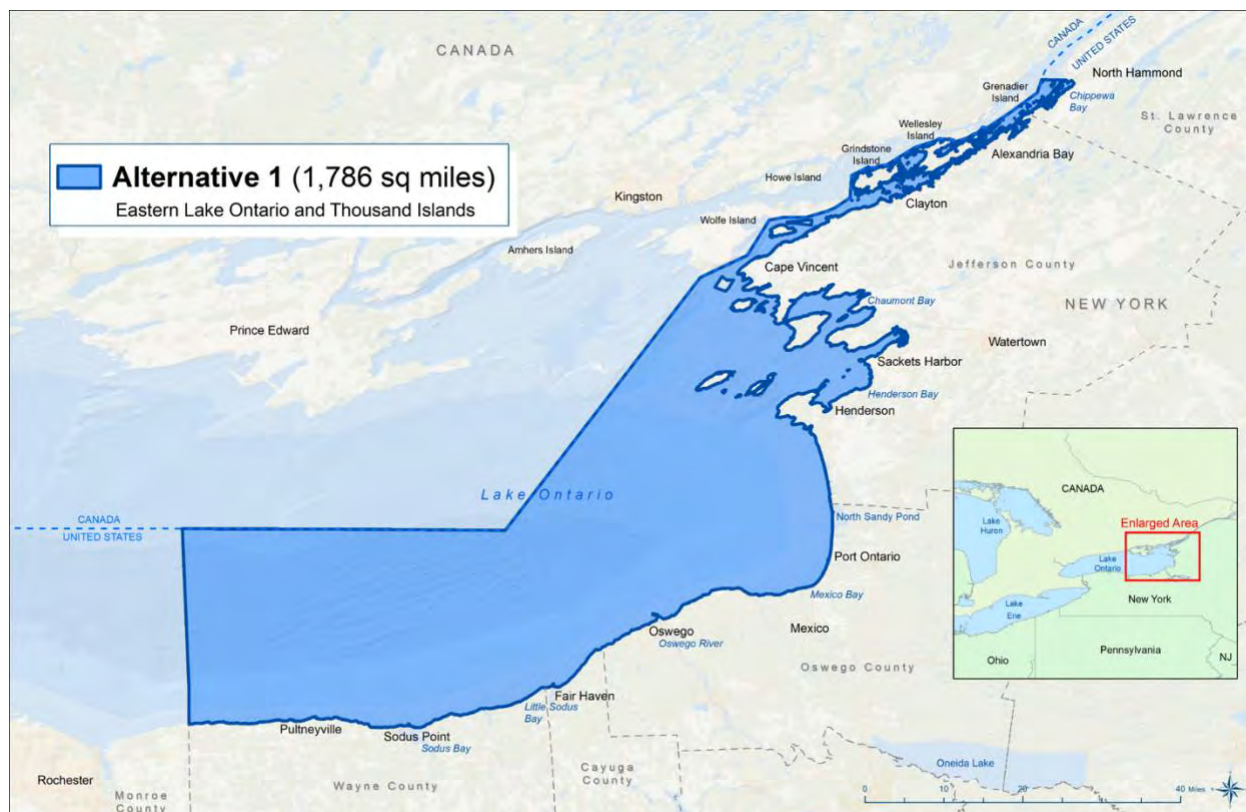 CANADA
CANADA
UNITED STATES
North Hammond
Grenadier
Island
Chippewa
Bay
St. Lawrence
County
Wellesley
Island
Alexandria Bay
Grindstone
Island
Alternative 1 (1,786 sq miles)
Eastern Lake Ontario and Thousand Islands
Howe Island
Kingston
Clayton
Wolfe Island
Amhers Island
Cape Vincent
Jefferson County
Chaumont Bay
NEW YORK
Prince Edward
Watertown
Sackets Harbor
Henderson Bay
Henderson
Lake Ontario
CANADA
UNITED STATES
North Sandy Pond
Port Ontario
Mexico Bay
Mexico
Oswego
Oswego River
Oswego County
Fair Haven
Little Sodus
Bay
Pultneyville
Sodus Point
Sodus Bay
Rochester
Monroe
County
Wayne County
Cayuga
County
Oneida Lake
CANADA
Lake
Huron
Enlarged Area
Lake
Ontario
New York
Lake
Erie
Ohio
Pennsylvania
NJ
0 10 20 40 Miles